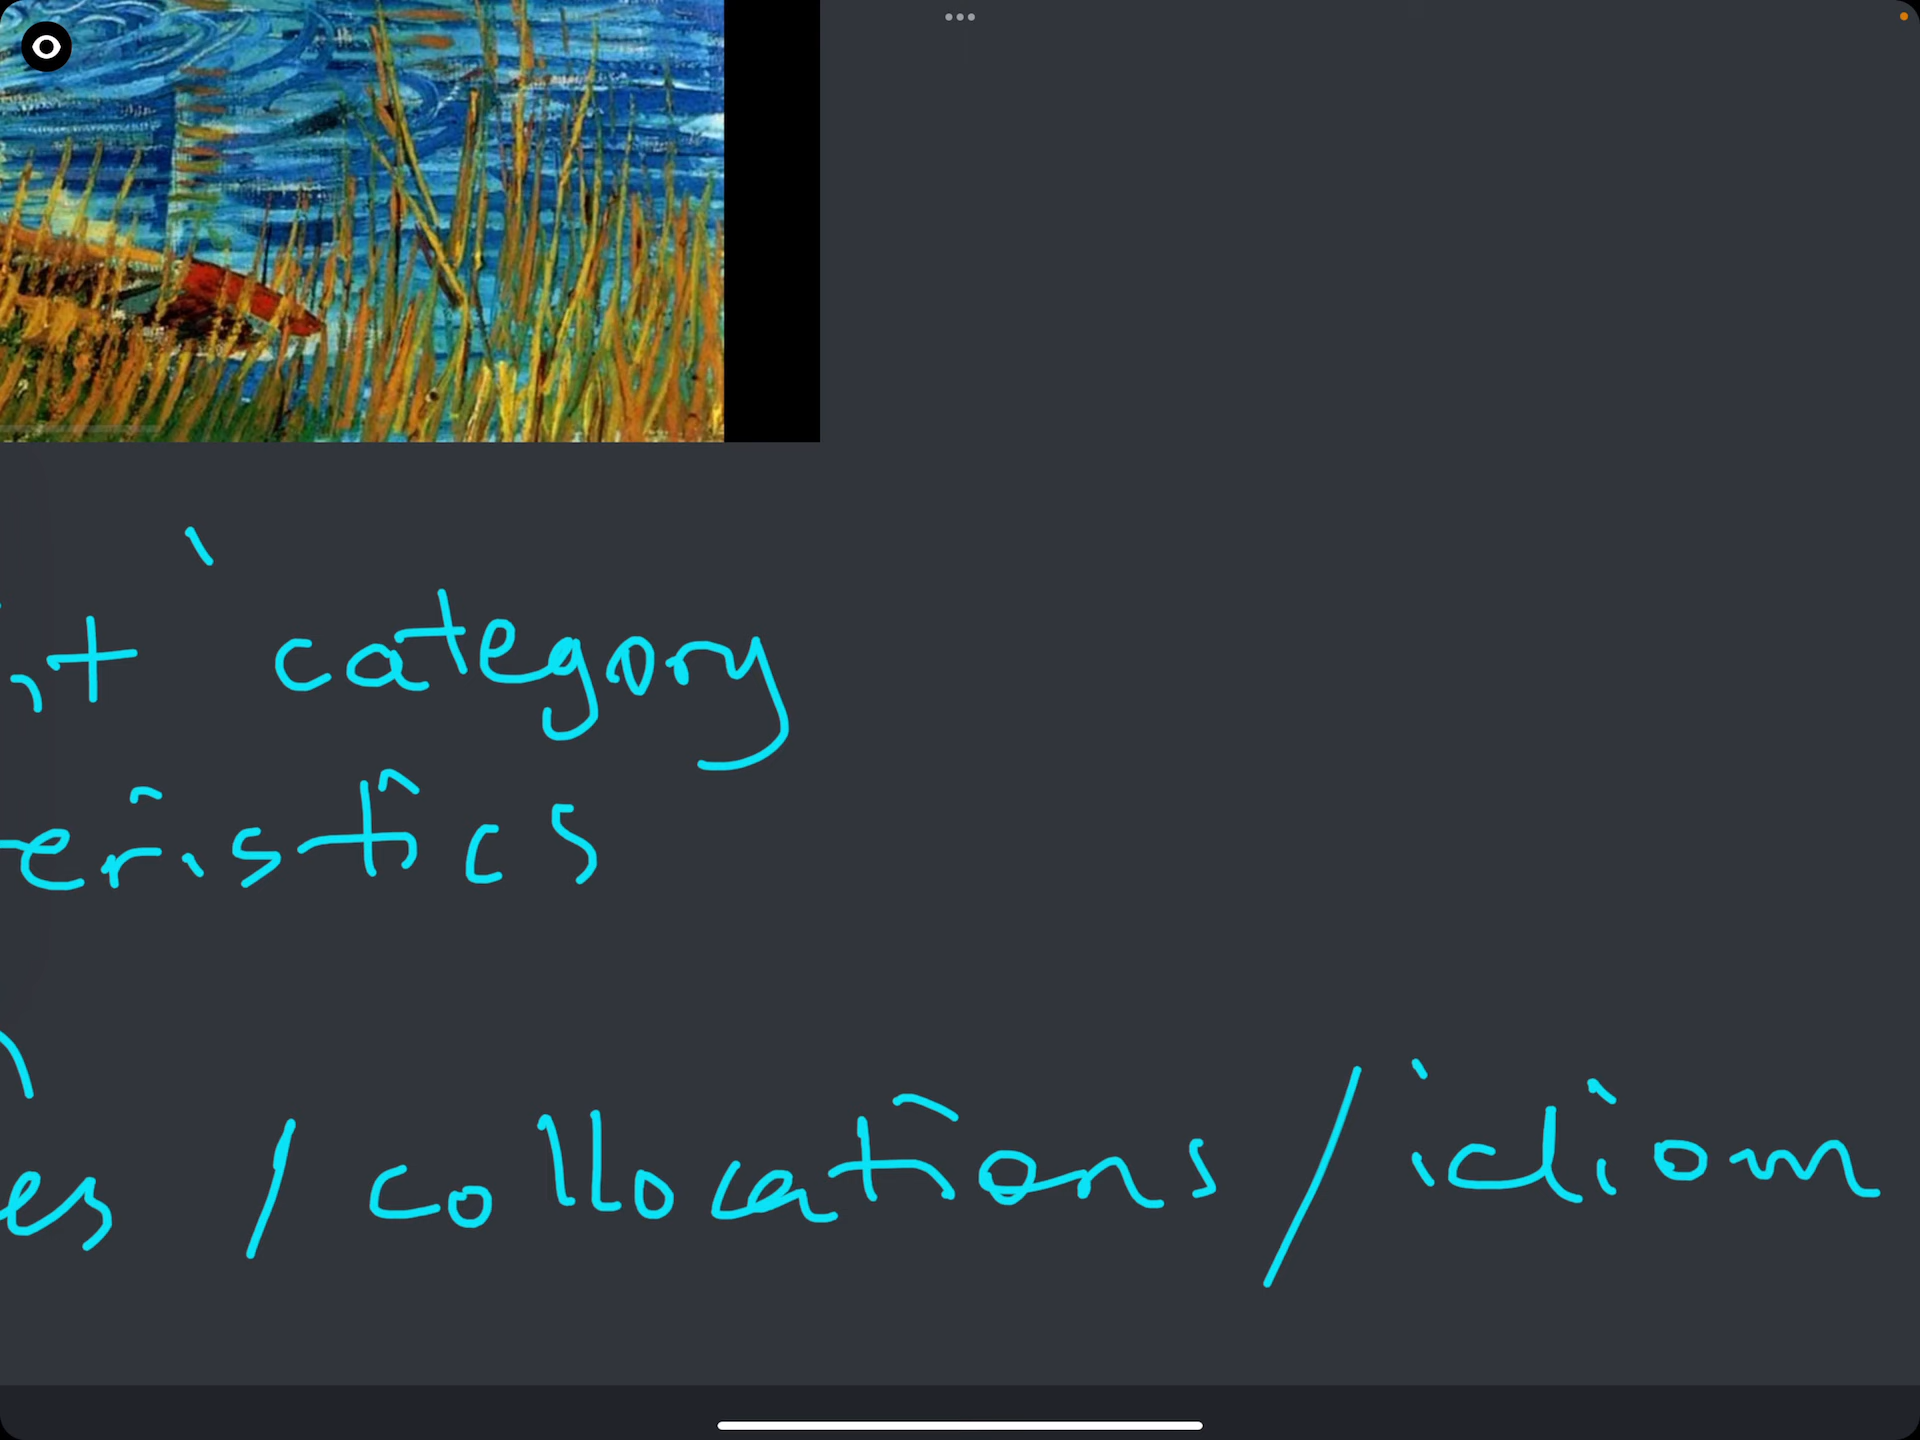 category
eristics
es / collocations / idiom